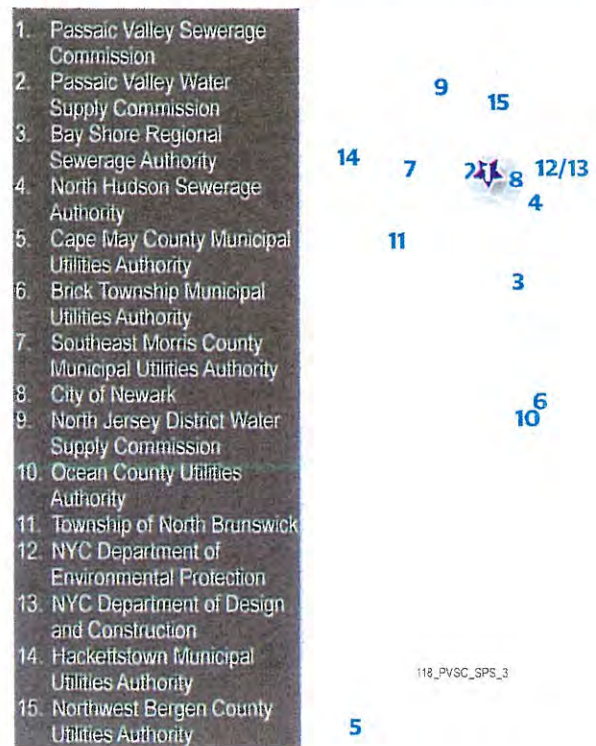 1. Passaic Valley Sewerage
Commission
2. Passaic Valley Water
Supply Commission
3. Bay Shore Regional
Sewerage Authority
4. North Hudson Sewerage
Authority
5. Cape May County Municipal
Utilities Authority
6. Brick Township Municipal
Utilities Authority
7. Southeast Morris County
Municipal Utilities Authority
8. City of Newark
9. North Jersey District Water
Supply Commission
10. Ocean County Utilities
Authority
11. Township of North Brunswick
12. NYC Department of
Environmental Protection
13. NYC Department of Design
and Construction
14. Hackettstown Municipal
Utilities Authority
15. Northwest Bergen County
Utilities Authority
9
15
14 7 2 1 8 12/13
4
11
3
6
10
118_PVSC_SPS_3
5